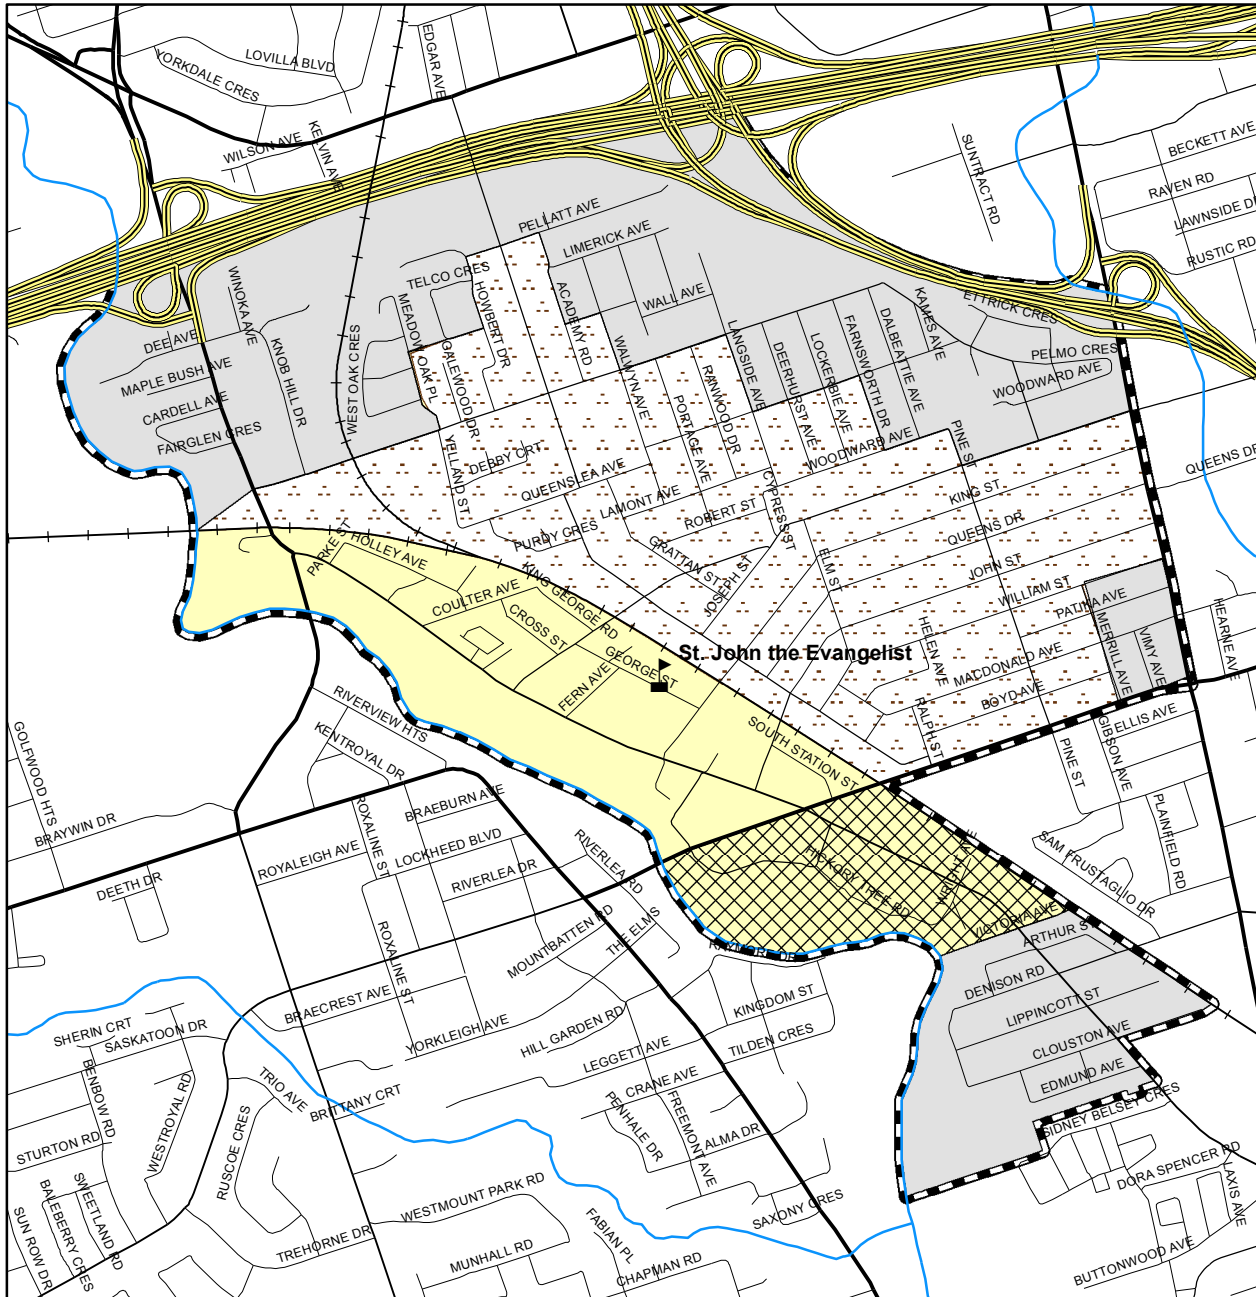 EDGAR AVE
LOVILLA BLVD
YORKDALE CRES
WILSON AVE
KELVIN AVE
SUNTRACT RD
BECKETT AVE
RAVEN RD
LAWNSIDE DR
RUSTIC RD
PELLATT AVE
LIMERICK AVE
TELCO CRES
WINOKA AVE
HOWBERT DR
ACADEMY RD
WALL AVE
KAMES AVE
ETTRICK CRES
MEADOW OAK PL
DEE AVE
KNOB HILL DR
WEST OAK CRES
GALEWOOD DR
WALWYN AVE
LANGSIDE AVE
DEERHURST AVE
LOCKERBIE AVE
FARNSWORTH DR
DALBEATTIE AVE
PELMO CRES
MAPLE BUSH AVE
RANWOOD DR
WOODWARD AVE
CARDELL AVE
PORTAGE AVE
FAIRGLEN CRES
YELLAND ST
DEBBY CRT
WOODWARD AVE
PINE ST
QUEENS DR
QUEENSLEA AVE
LAMONT AVE
CYPRESS ST
KING ST
ROBERT ST
QUEENS DR
PURDY CRES
PARKE ST
HOLLEY AVE
GRATTAN ST
JOSEPH ST
ELM ST
JOHN ST
KING GEORGE RD
WILLIAM ST
COULTER AVE
PATIKA AVE
HEARNE AVE
CROSS ST
HELEN AVE
MERRILL AVE
VIMY AVE
St. John the Evangelist
GEORGE ST
MACDONALD AVE
FERN AVE
BOYD AVE
RIVERVIEW HTS
SOUTH STATION ST
RALPH ST
GIBSON AVE
ELLIS AVE
GOLFWOOD HTS
KENTROYAL DR
PINE ST
BRAEBURN AVE
ROXALINE ST
PLAINFIELD RD
BRAYWIN DR
LOCKHEED BLVD
RIVERLEA RD
HICKORY TREE RD
WRIGHT AVE
SAM FRUSTAGLIO DR
ROYALEIGH AVE
RIVERLEA DR
DEETH DR
MOUNTBATTEN RD
THE ELMS
VICTORIA AVE
ARTHUR ST
RAYMORE DR
ROXALINE ST
DENISON RD
BRAECREST AVE
KINGDOM ST
LIPPINCOTT ST
SHERIN CRT
SASKATOON DR
YORKLEIGH AVE
HILL GARDEN RD
TILDEN CRES
CLOUSTON AVE
LEGGETT AVE
BENBOW RD
TRIO AVE
CRANE AVE
EDMUND AVE
BRITTANY CRT
WESTROYAL RD
PENHALE DR
FREEMONT AVE
SIDNEY BELSEY CRES
STURTON RD
RUSCOE CRES
ALMA DR
DORA SPENCER RD
SWEETLAND RD
BALLEBERRY CRES
WESTMOUNT PARK RD
JAXIS AVE
SUN ROW DR
SAXONY CRES
FABIAN PL
TREHORNE DR
MUNHALL RD
CHAPMAN RD
BUTTONWOOD AVE